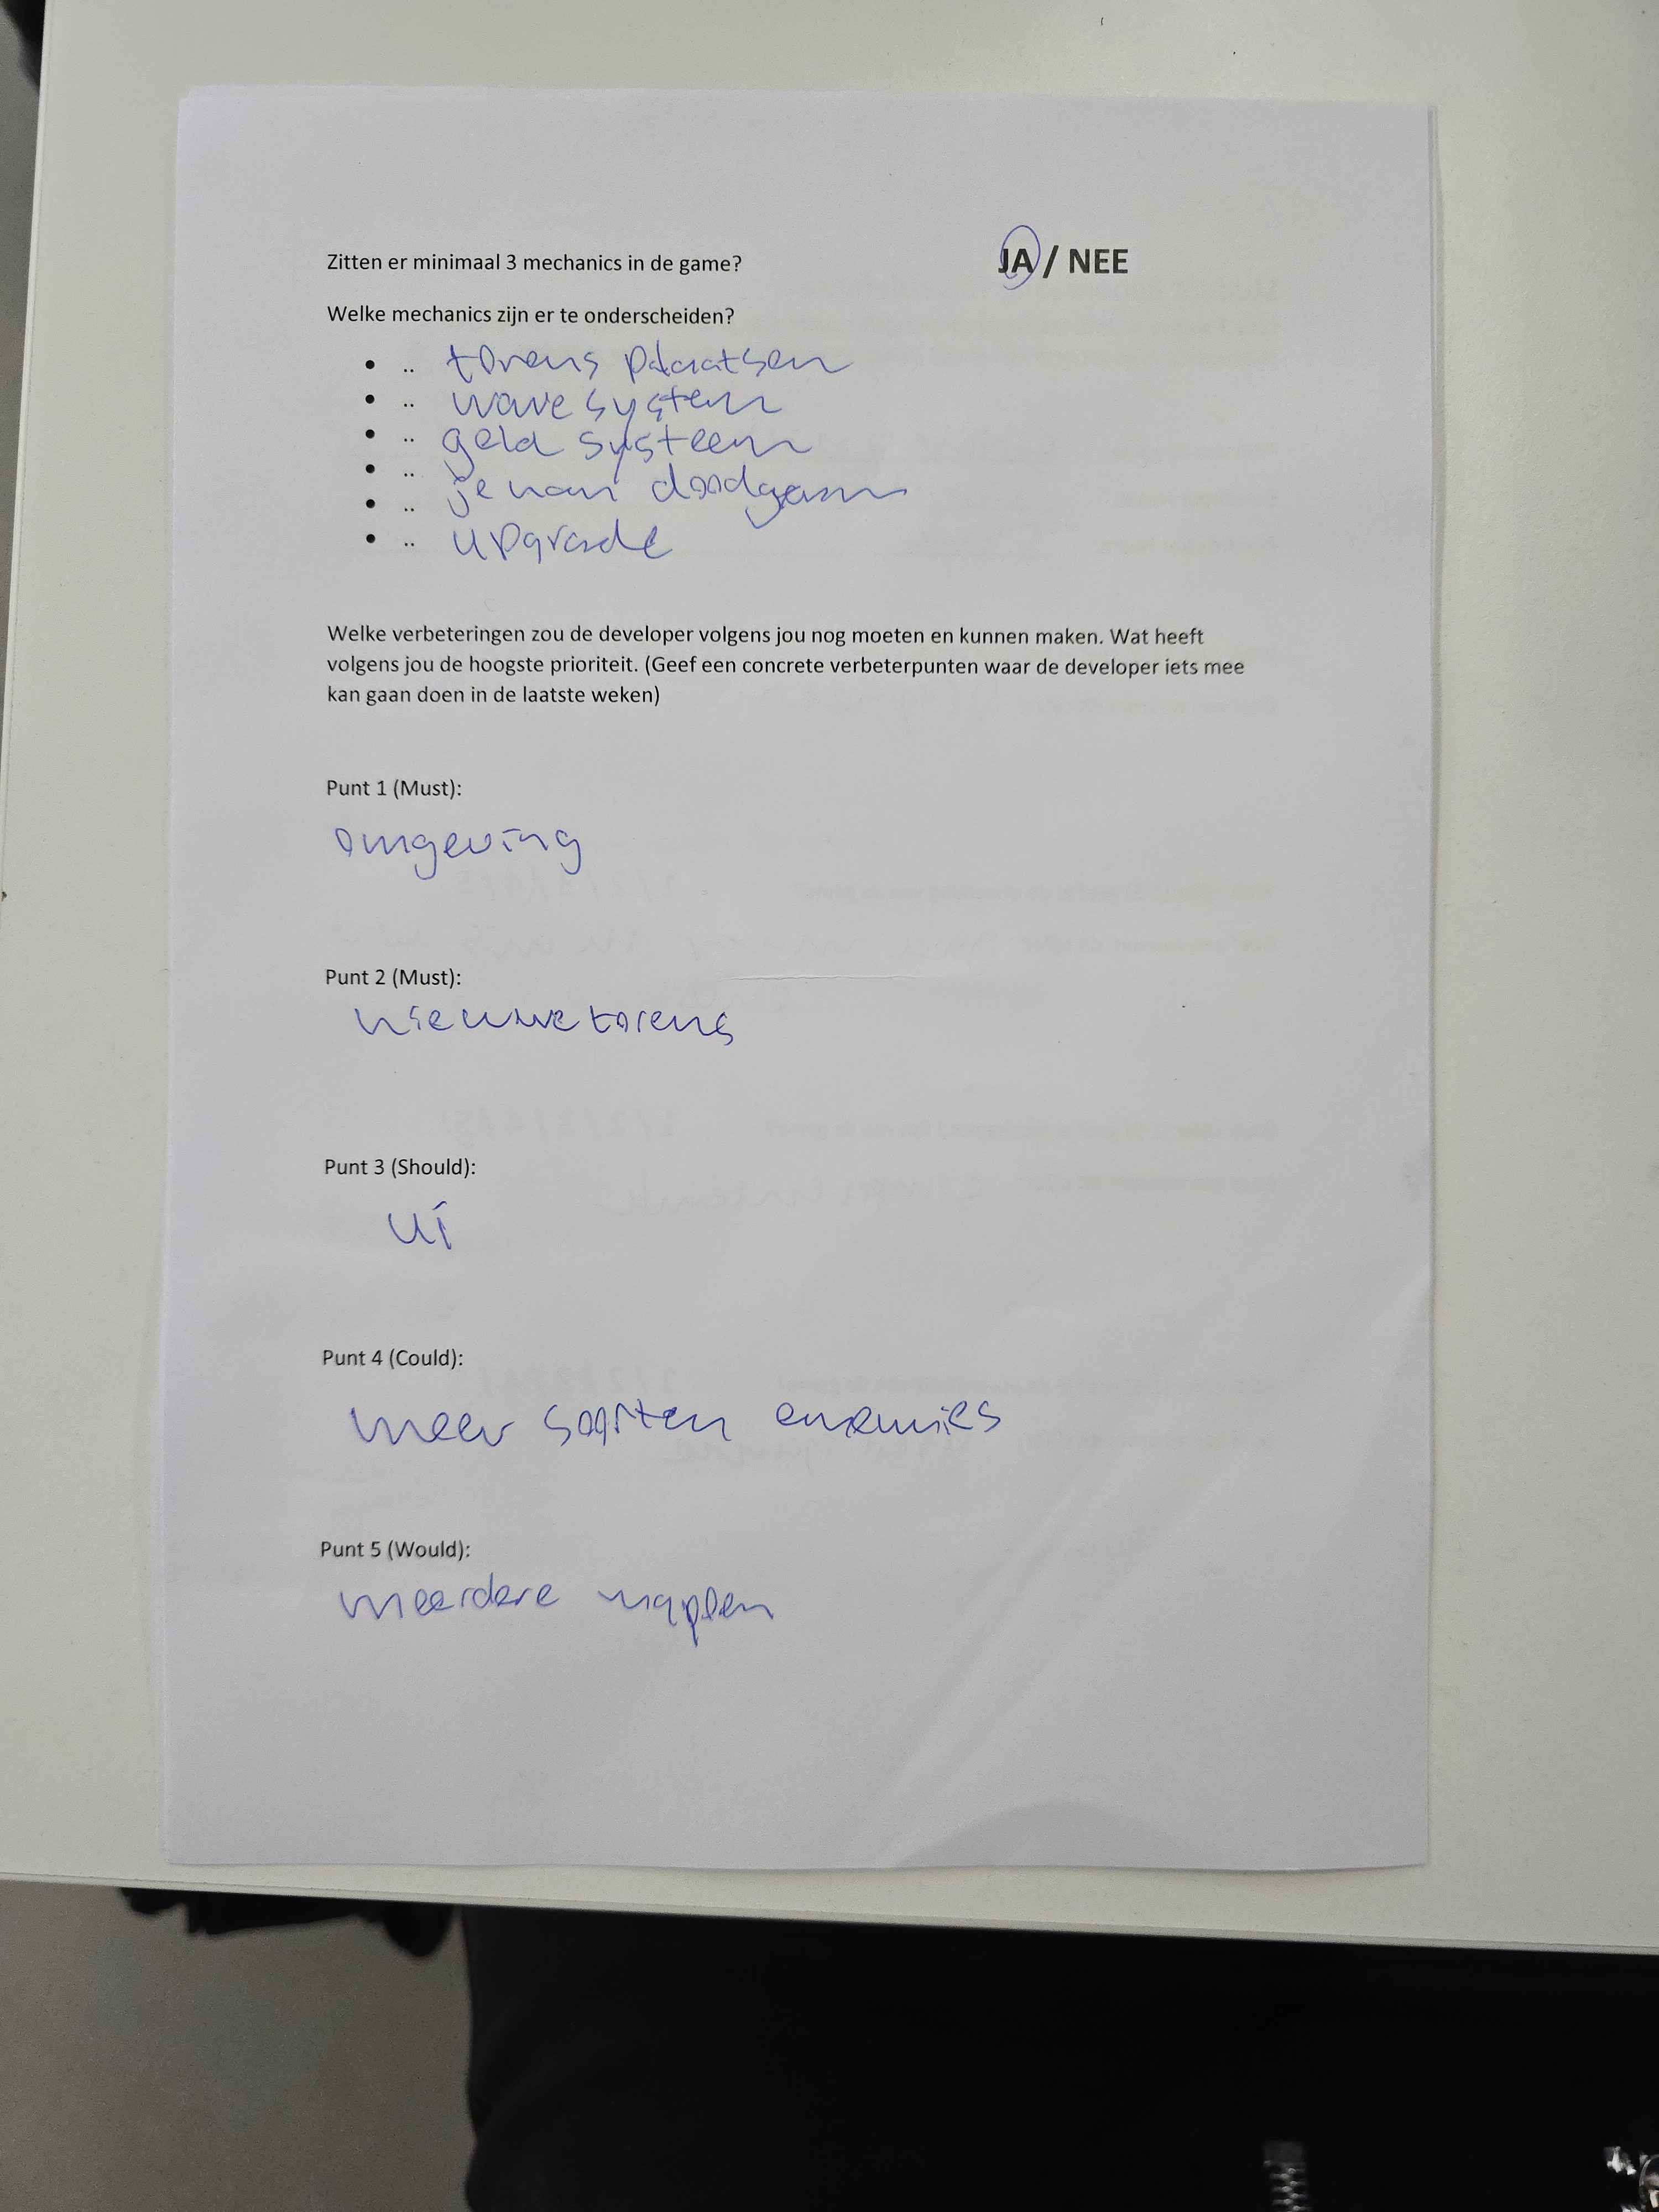 Zitten er minimaal 3 mechanics in de game? JA / NEE
Welke mechanics zijn er te onderscheiden?
• .. torens plaatsen
• .. wave system
• .. geld systeem
• ..
• .. je kan doodgaan
• .. upgrade
Welke verbeteringen zou de developer volgens jou nog moeten en kunnen maken. Wat heeft
volgens jou de hoogste prioriteit. (Geef een concrete verbeterpunten waar de developer iets mee
kan gaan doen in de laatste weken)
Punt 1 (Must):
omgeving
Punt 2 (Must):
nieuwe torens
Punt 3 (Should):
ui
Punt 4 (Could):
meer soorten enemies
Punt 5 (Would):
meerdere mappen